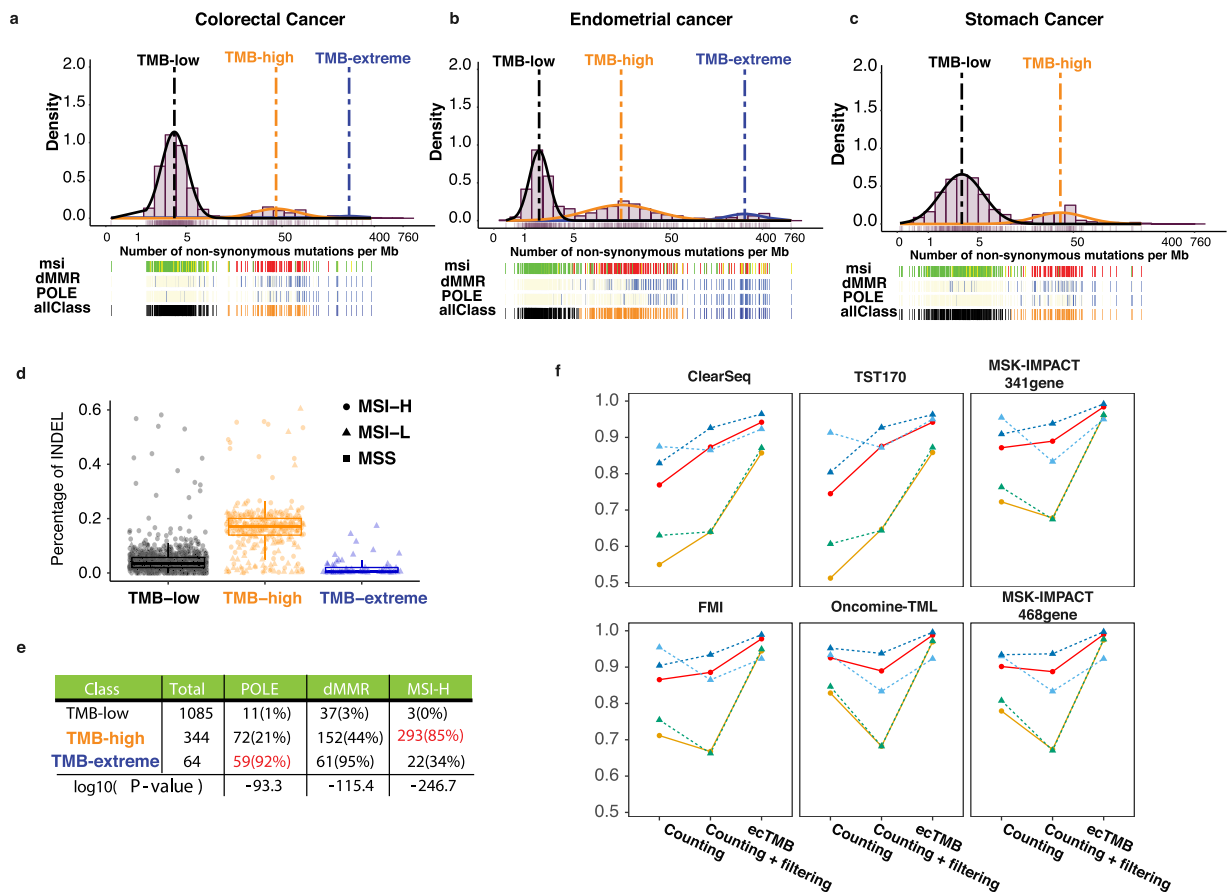 a
Colorectal Cancer
TMB-low
TMB-high
TMB-extreme
2.0
1.5
1.0
0.5
0.0
Density
0 1 5 50 400 760
Number of non-synonymous mutations per Mb
msi
dMMR
POLE
allClass
b
Endometrial cancer
TMB-low
TMB-high
TMB-extreme
2.0
1.5
1.0
0.5
0.0
Density
0 1 5 50 400 760
Number of non-synonymous mutations per Mb
msi
dMMR
POLE
allClass
c
Stomach Cancer
TMB-low
TMB-high
2.0
1.5
1.0
0.5
0.0
Density
0 1 5 50 400 760
Number of non-synonymous mutations per Mb
msi
dMMR
POLE
allClass
d
Percentage of INDEL
0.6
0.4
0.2
0.0
MSI-H
MSI-L
MSS
TMB-low
TMB-high
TMB-extreme
e
Class Total POLE dMMR MSI-H
TMB-low 1085 11(1%) 37(3%) 3(0%)
TMB-high 344 72(21%) 152(44%) 293(85%)
TMB-extreme 64 59(92%) 61(95%) 22(34%)
log10( P-value ) -93.3 -115.4 -246.7
f
ClearSeq
TST170
MSK-IMPACT
341gene
1.0
0.9
0.8
0.7
0.6
0.5
FMI
Oncomine-TML
MSK-IMPACT
468gene
1.0
0.9
0.8
0.7
0.6
0.5
Counting
Counting + filtering
ecTMB
Counting
Counting + filtering
ecTMB
Counting
Counting + filtering
ecTMB